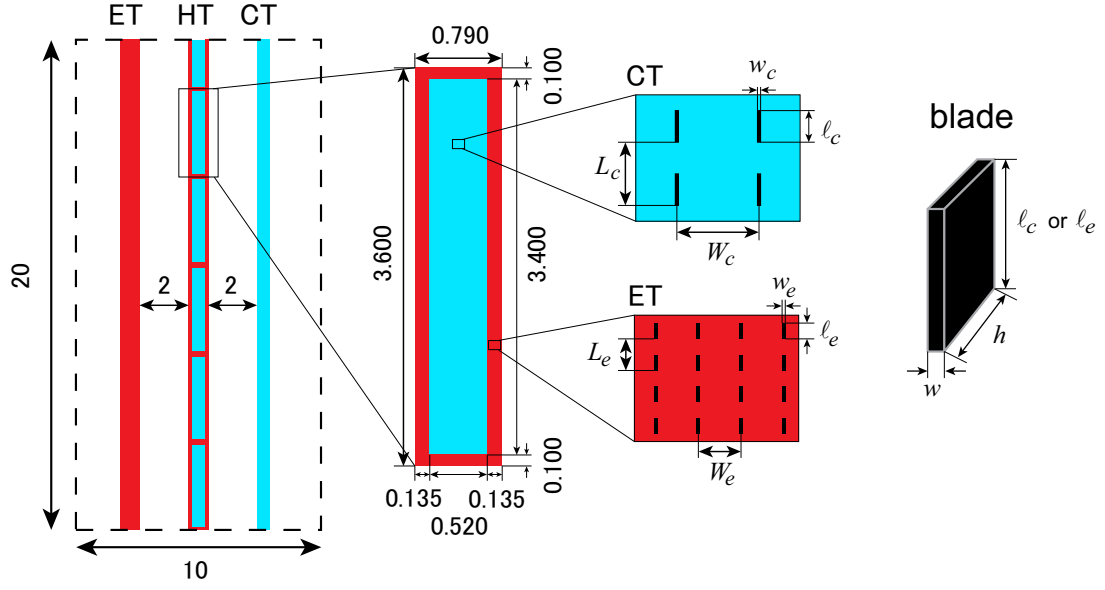 ET HT CT
20
2 2
10
0.790
0.100
3.600
3.400
0.100
0.135 0.135
0.520
CT
w_c
ℓ_c
L_c
W_c
ET
w_e
ℓ_e
L_e
W_e
blade
ℓ_c or ℓ_e
h
w